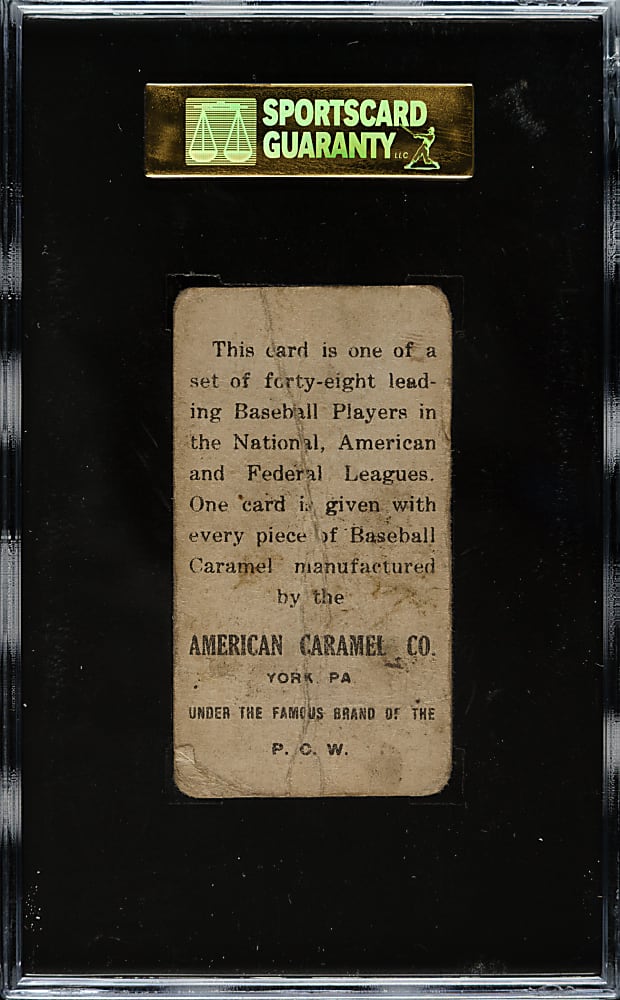 SPORTSCARD
GUARANTY LLC
This card is one of a
set of forty-eight lead-
ing Baseball Players in
the National, American
and Federal Leagues.
One card is given with
every piece of Baseball
Caramel manufactured
by the
AMERICAN CARAMEL CO.
YORK, PA
UNDER THE FAMOUS BRAND OF THE
P. C. W.